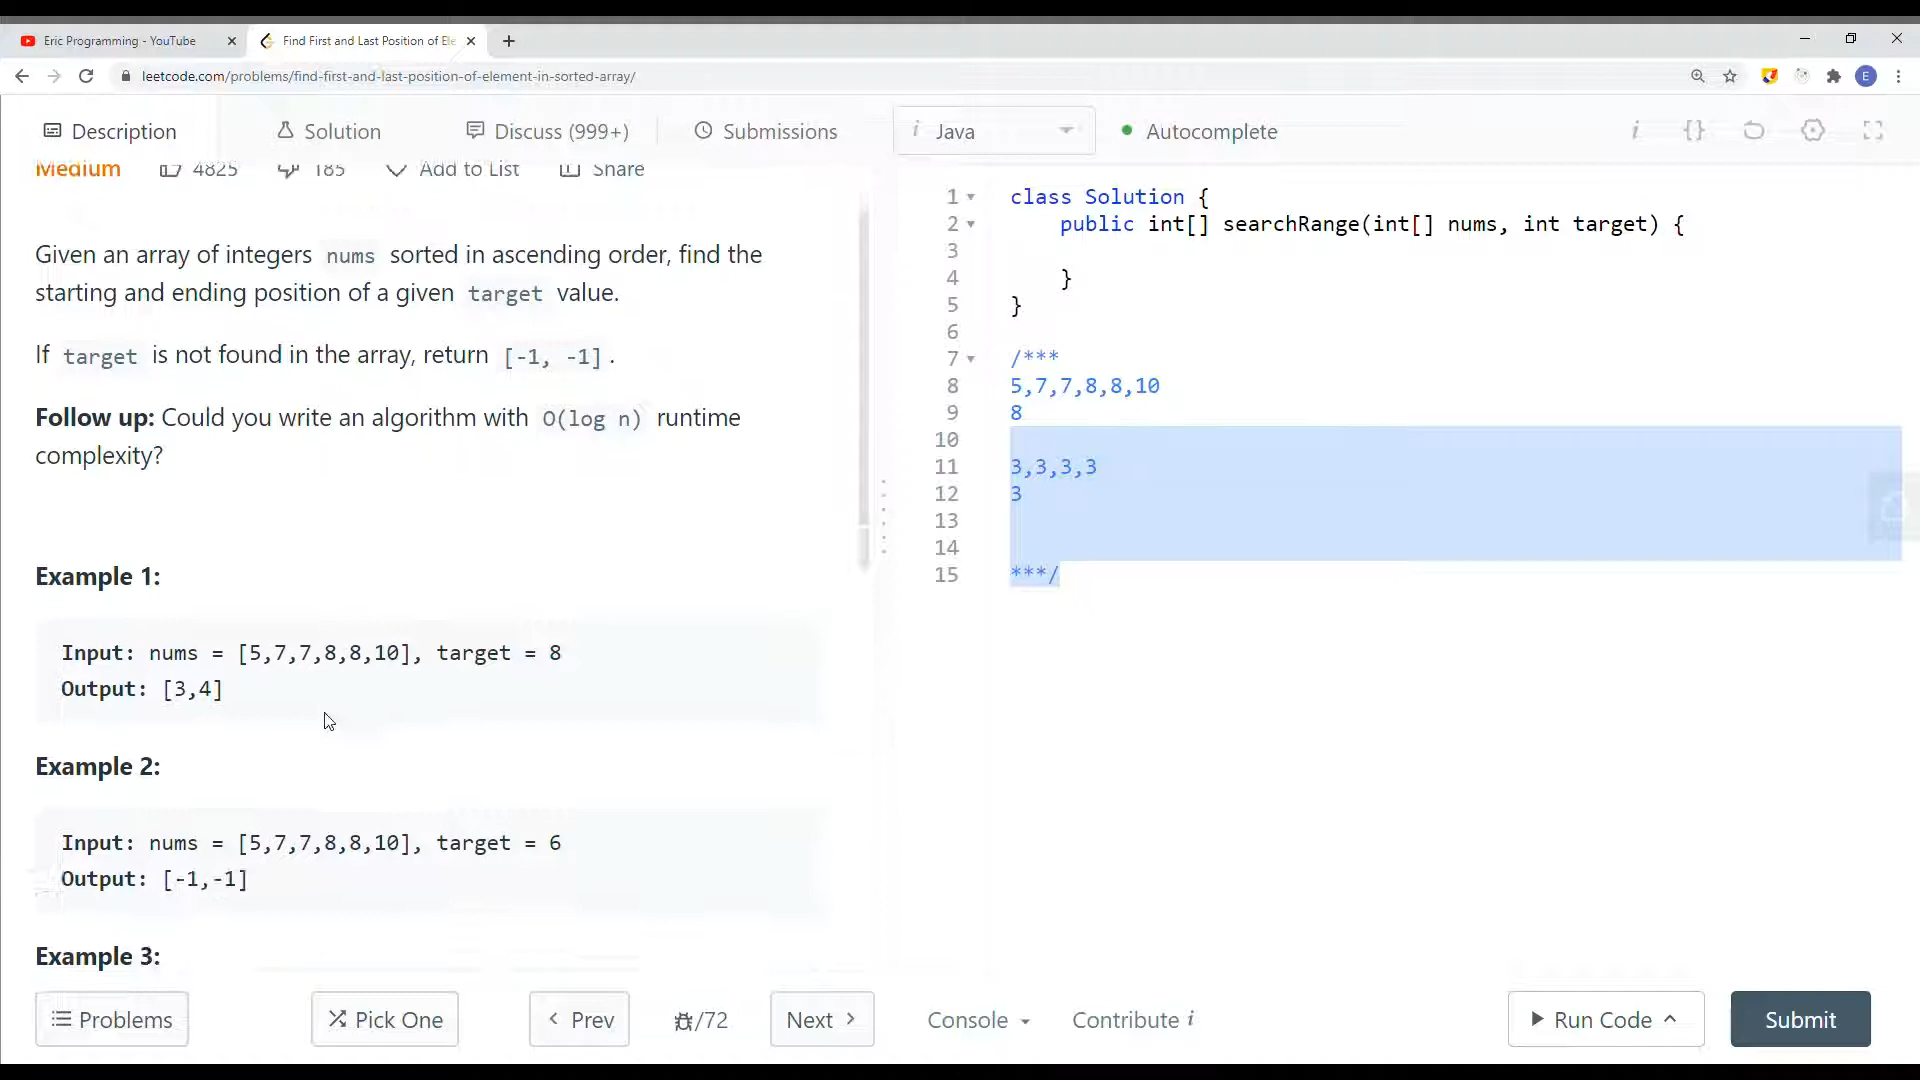 Eric Programming - YouTube
Find First and Last Position of Ele
leetcode.com/problems/find-first-and-last-position-of-element-in-sorted-array/
E
Description
Solution
Discuss (999+)
Submissions
i Java
Autocomplete
i {}
Medium 4825 185 Add to List Share
Given an array of integers nums sorted in ascending order, find the
starting and ending position of a given target value.
If target is not found in the array, return [-1, -1].
Follow up: Could you write an algorithm with O(log n) runtime
complexity?
Example 1:
Input: nums = [5,7,7,8,8,10], target = 8
Output: [3,4]
Example 2:
Input: nums = [5,7,7,8,8,10], target = 6
Output: [-1,-1]
Example 3:
1 class Solution {
2 public int[] searchRange(int[] nums, int target) {
3
4 }
5 }
6
7 /***
8 5,7,7,8,8,10
9 8
10
11 3,3,3,3
12 3
13
14
15 ***/
Problems
Pick One
Prev
/72
Next
Console
Contribute i
Run Code
Submit